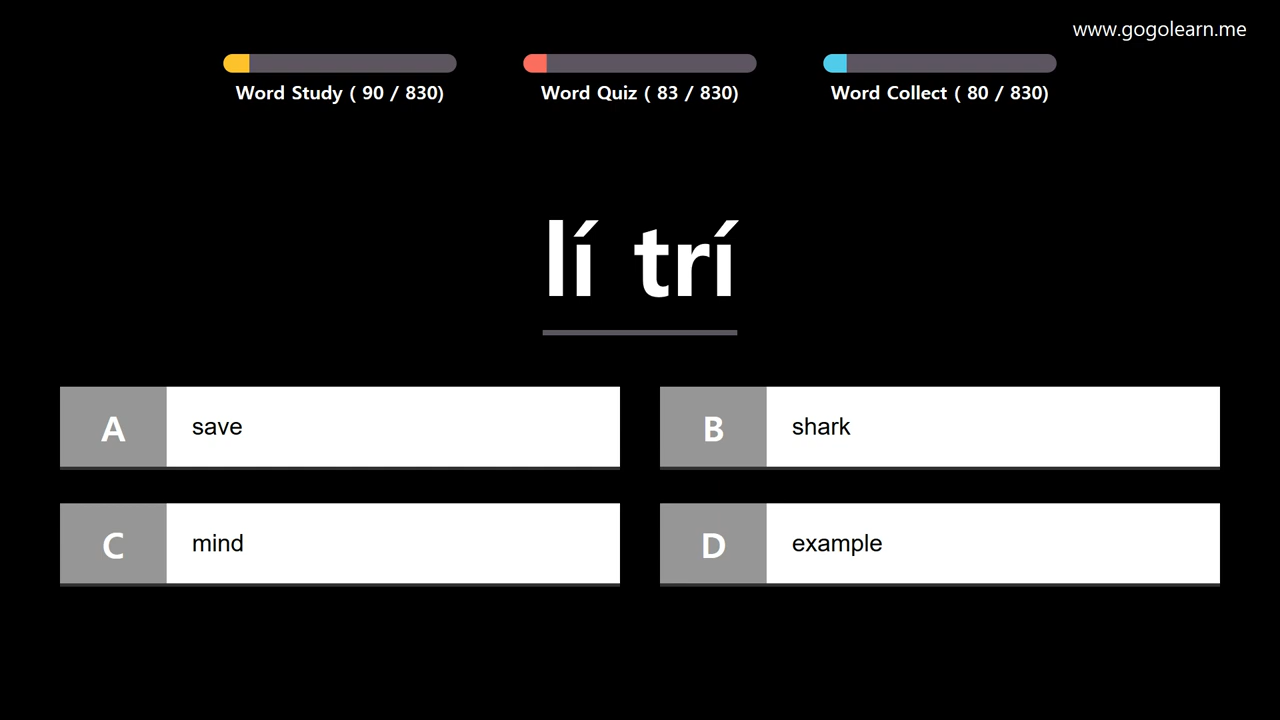 www.gogolearn.me
Word Study ( 90 / 830)
Word Quiz ( 83 / 830)
Word Collect ( 80 / 830)
lí trí
A save
B shark
C mind
D example